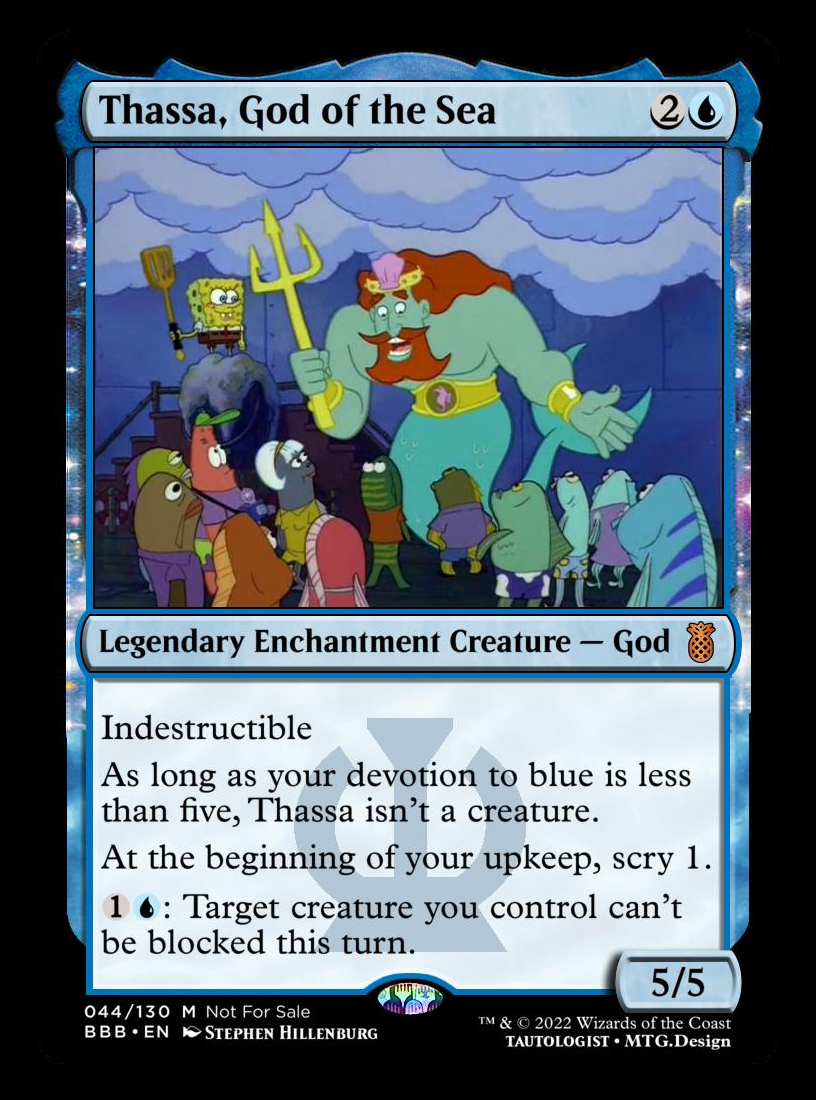 Thassa, God of the Sea 2
Legendary Enchantment Creature — God
Indestructible
As long as your devotion to blue is less
than five, Thassa isn't a creature.
At the beginning of your upkeep, scry 1.
1 : Target creature you control can't
be blocked this turn.
5/5
044/130 M Not For Sale
BBB • EN STEPHEN HILLENBURG
™ & © 2022 Wizards of the Coast
TAUTOLOGIST • MTG.Design